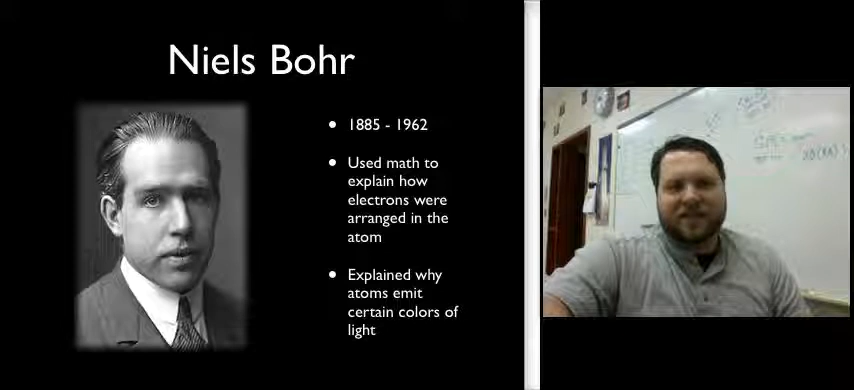 Niels Bohr
1885 - 1962
Used math to
explain how
electrons were
arranged in the
atom
Explained why
atoms emit
certain colors of
light